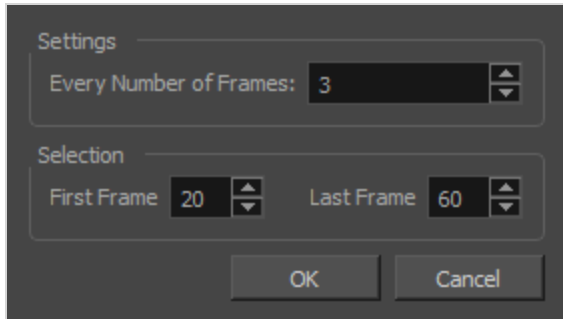 Settings
Every Number of Frames: 3
Selection
First Frame 20 Last Frame 60
OK Cancel